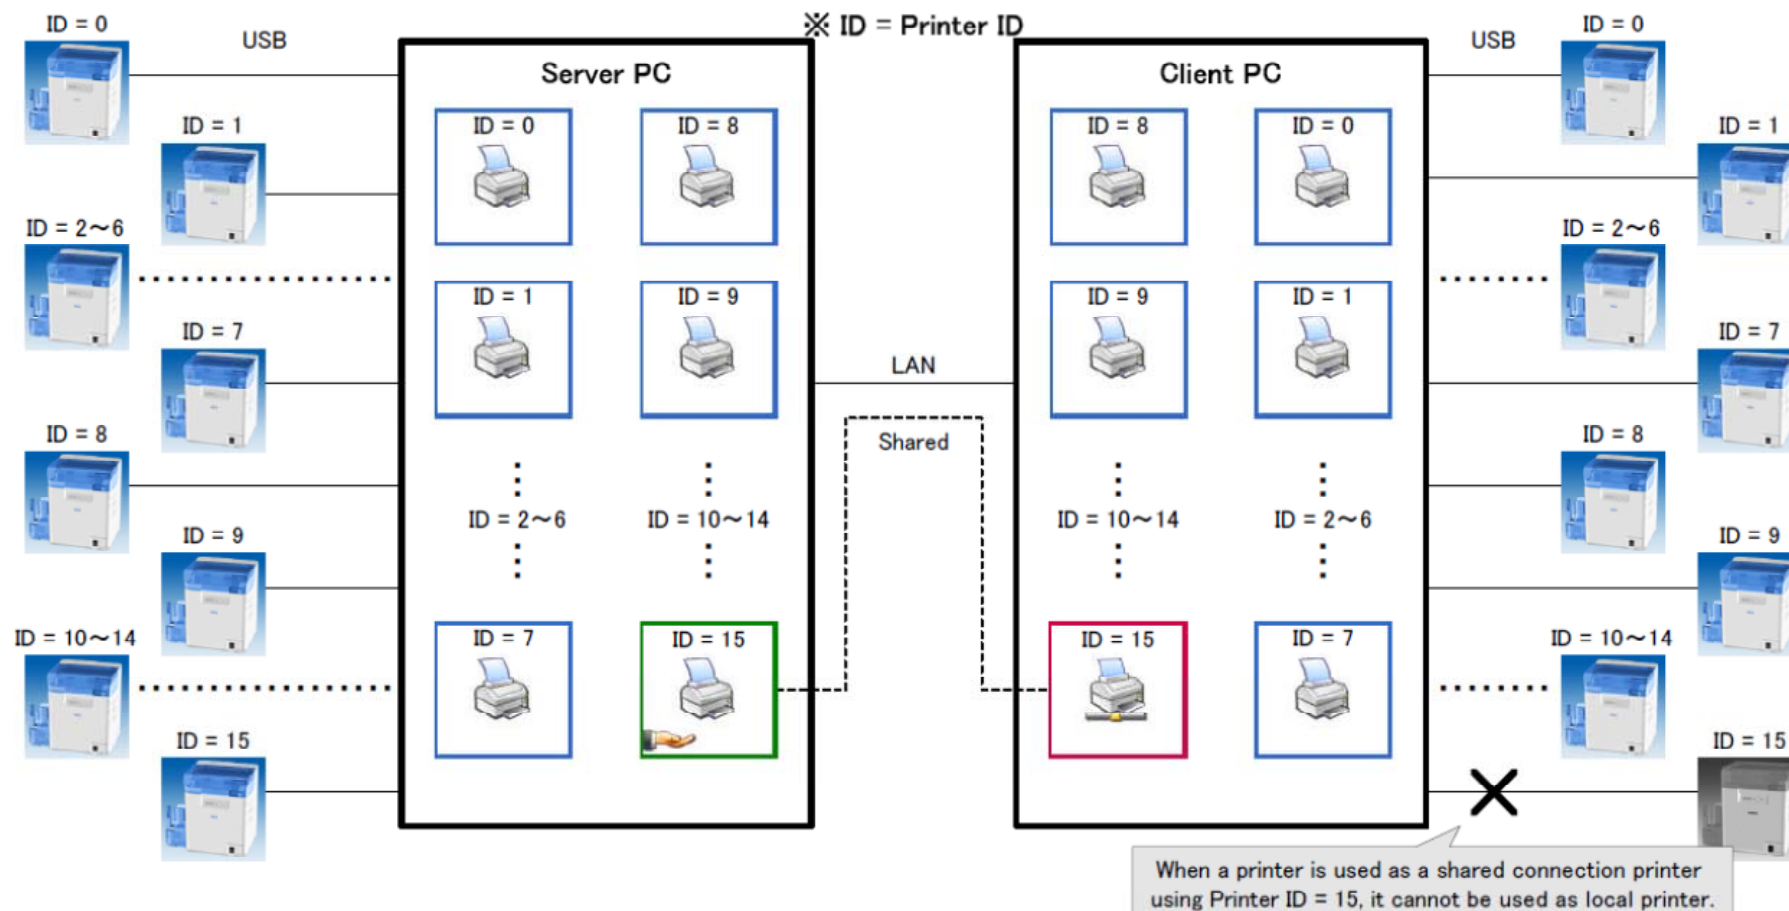 ※ ID = Printer ID
ID = 0
USB
ID = 1
ID = 2～6
ID = 7
ID = 8
ID = 9
ID = 10～14
ID = 15
Server PC
ID = 0
ID = 8
ID = 1
ID = 9
ID = 2～6
ID = 10～14
ID = 7
ID = 15
LAN
Shared
Client PC
ID = 8
ID = 0
ID = 9
ID = 1
ID = 10～14
ID = 2～6
ID = 15
ID = 7
USB
ID = 0
ID = 1
ID = 2～6
ID = 7
ID = 8
ID = 9
ID = 10～14
ID = 15
When a printer is used as a shared connection printer
using Printer ID = 15, it cannot be used as local printer.